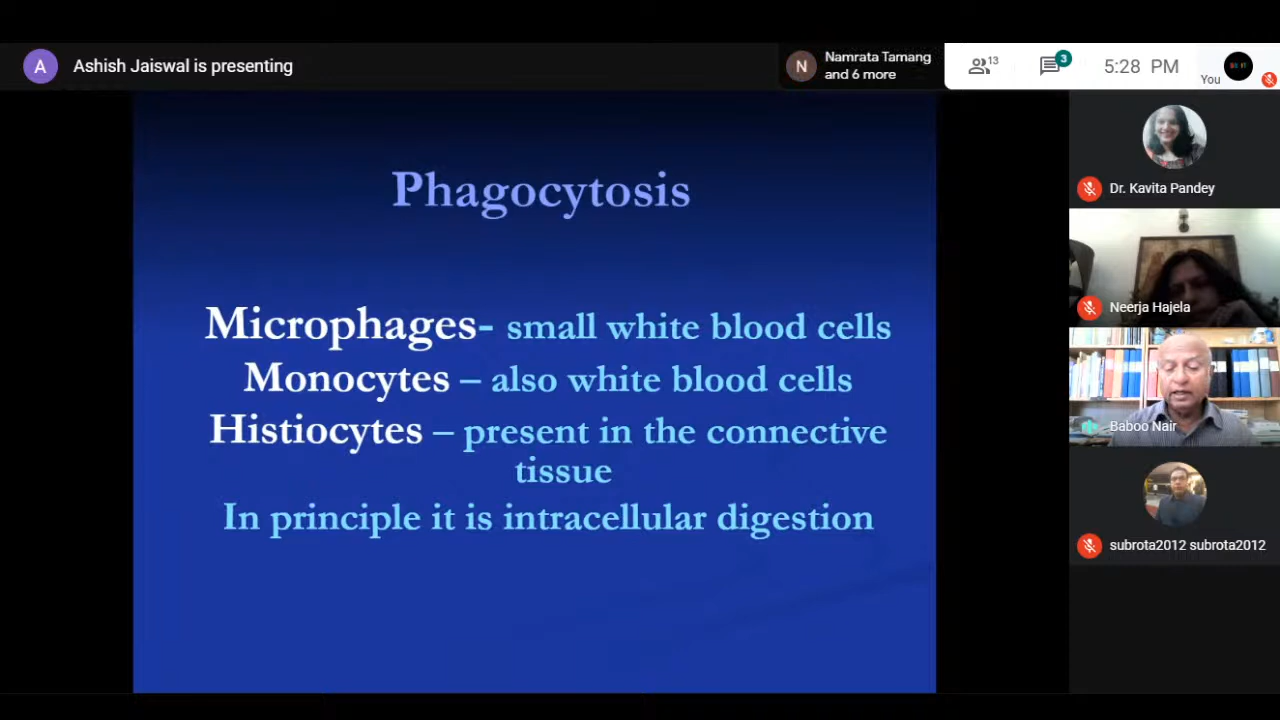 A
Ashish Jaiswal is presenting
N
Namrata Tamang
and 6 more
13
3
5:28 PM
You
Phagocytosis
Microphages- small white blood cells
Monocytes – also white blood cells
Histiocytes – present in the connective
tissue
In principle it is intracellular digestion
Dr. Kavita Pandey
Neerja Hajela
Baboo Nair
subrota2012 subrota2012